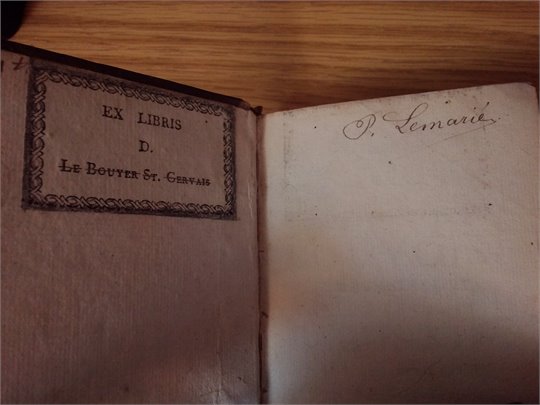 EX LIBRIS
D.
LE BOUYER ST. GERVAIS
P. Lemarié